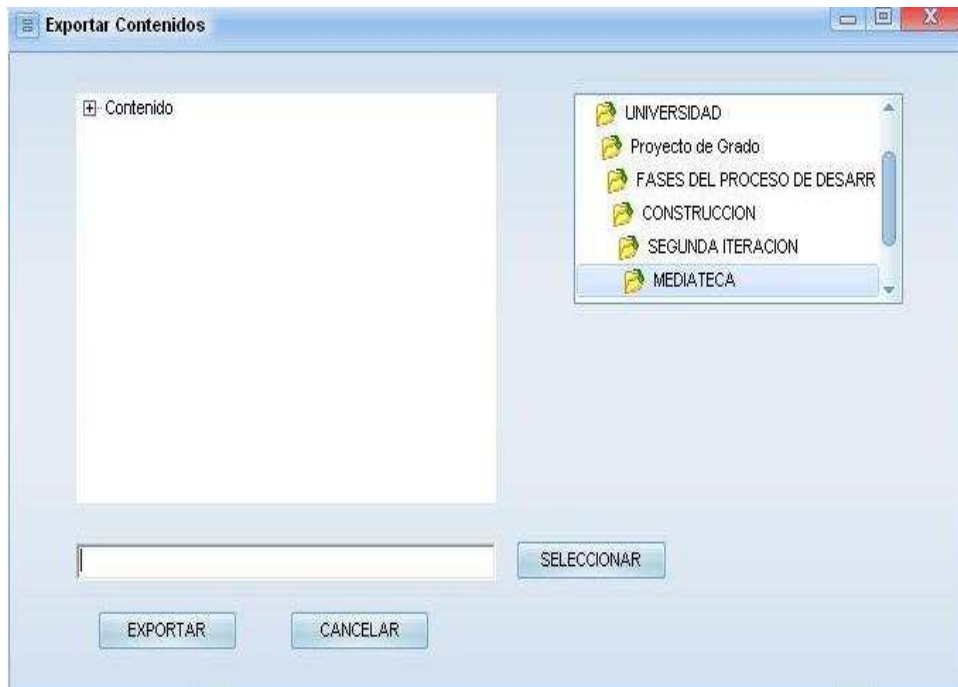 Exportar Contenidos
Contenido
UNIVERSIDAD
Proyecto de Grado
FASES DEL PROCESO DE DESARR
CONSTRUCCION
SEGUNDA ITERACION
MEDIATECA
SELECCIONAR
EXPORTAR
CANCELAR